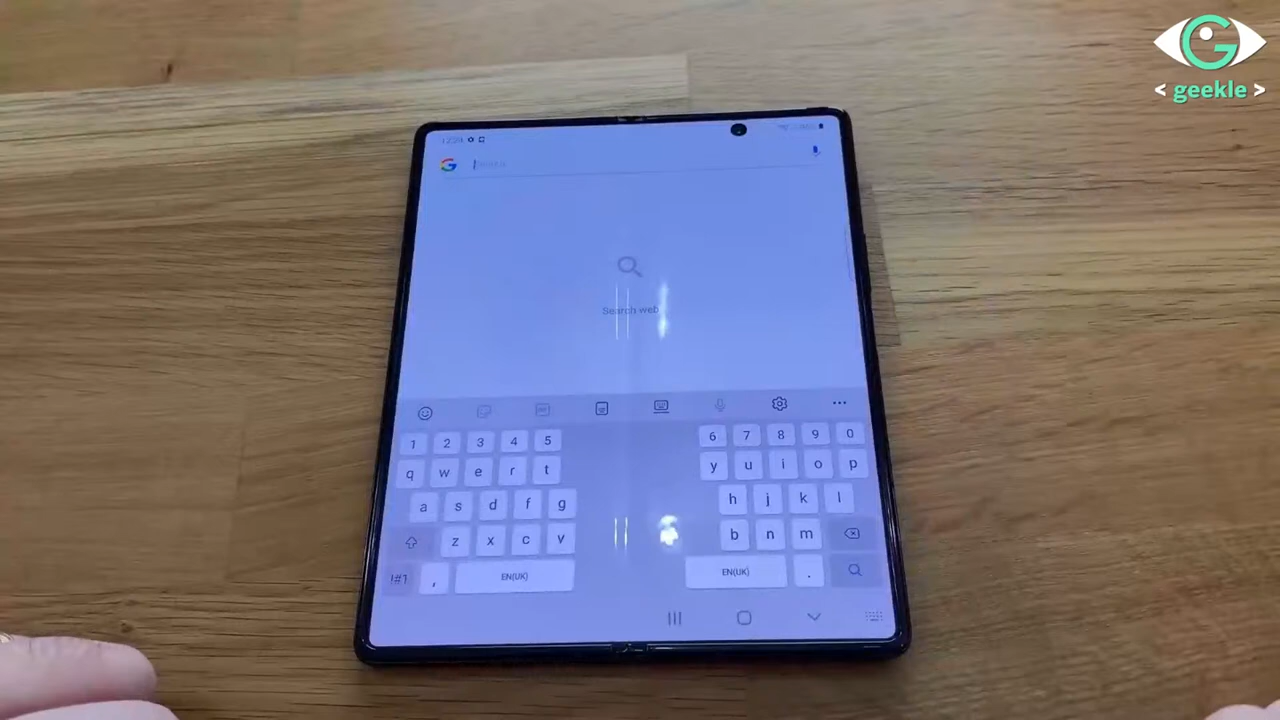 < geekle >
Search web
1 2 3 4 5 6 7 8 9 0
q w e r t y u i o p
a s d f g h j k l
z x c v b n m
!#1 , EN(UK) EN(UK) .